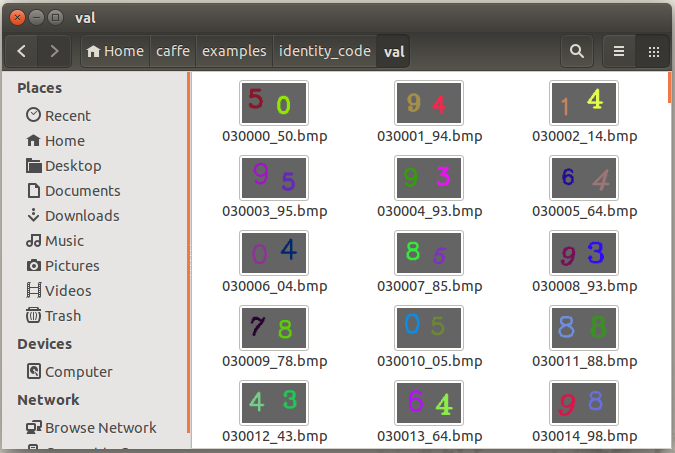 val
Home caffe examples identity_code val
Places
Recent
Home
Desktop
Documents
Downloads
Music
Pictures
Videos
Trash
Devices
Computer
Network
Browse Network
5 0
9 4
1 4
030000_50.bmp 030001_94.bmp 030002_14.bmp
9 5
9 3
6 4
030003_95.bmp 030004_93.bmp 030005_64.bmp
0 4
8 5
9 3
030006_04.bmp 030007_85.bmp 030008_93.bmp
7 8
0 5
8 8
030009_78.bmp 030010_05.bmp 030011_88.bmp
4 3
6 4
9 8
030012_43.bmp 030013_64.bmp 030014_98.bmp